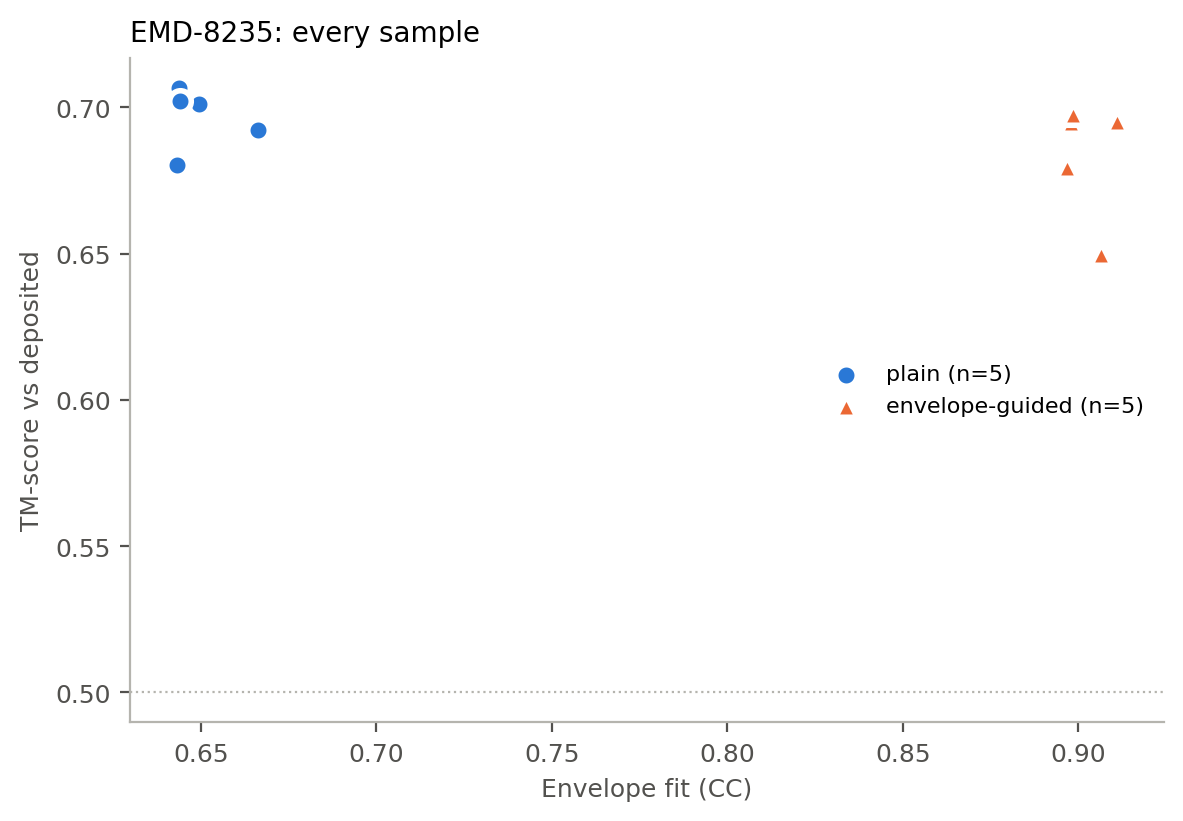 EMD-8235: every sample
TM-score vs deposited
0.70
0.65
0.60
0.55
0.50
plain (n=5)
envelope-guided (n=5)
0.65
0.70
0.75
0.80
0.85
0.90
Envelope fit (CC)